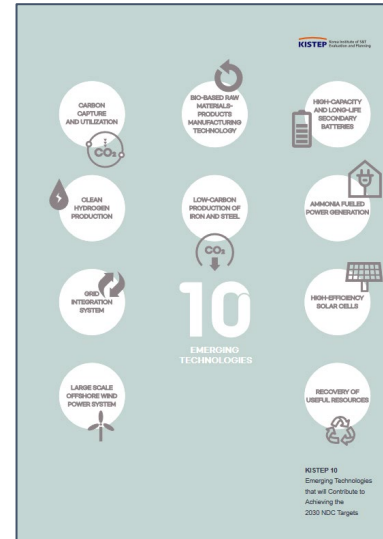 KISTEP Korea Institute of S&T
Evaluation and Planning
CARBON
CAPTURE
AND UTILIZATION
CO₂
BIO-BASED RAW
MATERIALS-
PRODUCTS
MANUFACTURING
TECHNOLOGY
HIGH-CAPACITY
AND LONG-LIFE
SECONDARY
BATTERIES
CLEAN
HYDROGEN
PRODUCTION
LOW-CARBON
PRODUCTION OF
IRON AND STEEL
CO₂
AMMONIA FUELED
POWER GENERATION
GRID
INTEGRATION
SYSTEM
10
EMERGING
TECHNOLOGIES
HIGH-EFFICIENCY
SOLAR CELLS
LARGE SCALE
OFFSHORE WIND
POWER SYSTEM
RECOVERY OF
USEFUL RESOURCES
KISTEP 10
Emerging Technologies
that will Contribute to
Achieving the
2030 NDC Targets